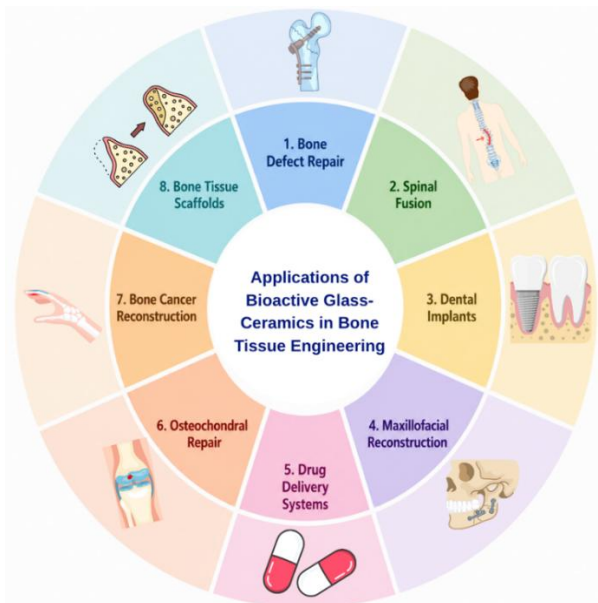 Applications of
Bioactive Glass-
Ceramics in Bone
Tissue Engineering
1. Bone
Defect Repair
2. Spinal
Fusion
3. Dental
Implants
4. Maxillofacial
Reconstruction
5. Drug
Delivery
Systems
6. Osteochondral
Repair
7. Bone Cancer
Reconstruction
8. Bone Tissue
Scaffolds